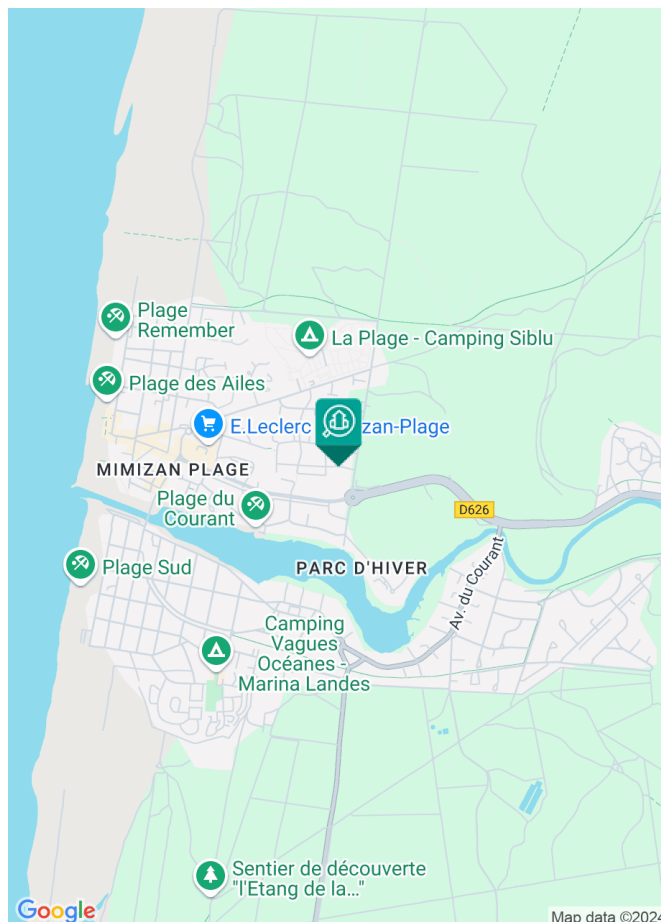 Plage
Remember
La Plage - Camping Siblu
Plage des Ailes
E.Leclerc zan-Plage
MIMIZAN PLAGE
Plage du
Courant
D626
Plage Sud
PARC D'HIVER
Av. du Courant
Camping
Vagues
Océanes -
Marina Landes
Sentier de découverte
"l'Etang de la..."
Google
Map data ©2024